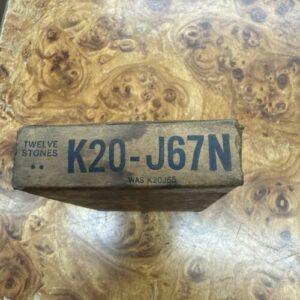 TWELVE
STONES
K20-J67N
WAS K20J65